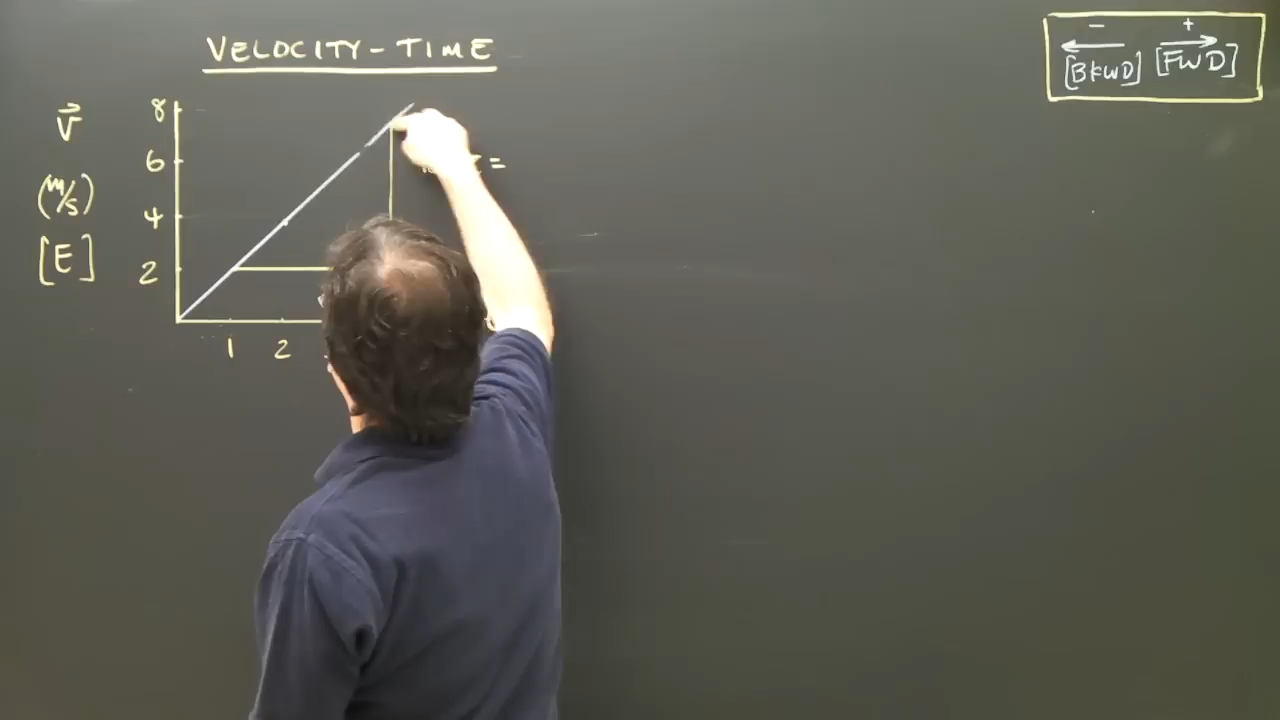 VELOCITY-TIME
- +
[BKWD] [FWD]
v
(m/s)
[E]
8
6
4
2
1 2
=